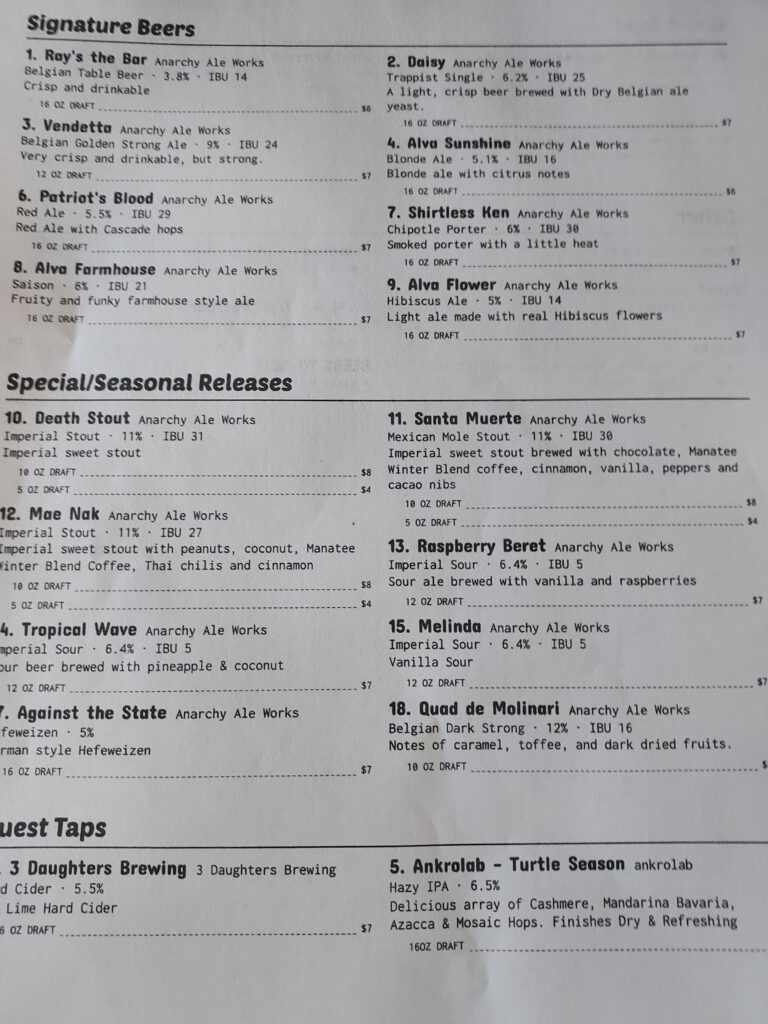 Signature Beers
1. Ray's the Bar Anarchy Ale Works
Belgian Table Beer · 3.8% · IBU 14
Crisp and drinkable
16 OZ DRAFT $6
2. Daisy Anarchy Ale Works
Trappist Single · 6.2% · IBU 25
A light, crisp beer brewed with Dry Belgian ale
yeast.
16 OZ DRAFT $7
3. Vendetta Anarchy Ale Works
Belgian Golden Strong Ale · 9% · IBU 24
Very crisp and drinkable, but strong.
12 OZ DRAFT $7
4. Alva Sunshine Anarchy Ale Works
Blonde Ale · 5.1% · IBU 16
Blonde ale with citrus notes
16 OZ DRAFT $6
6. Patriot's Blood Anarchy Ale Works
Red Ale · 5.5% · IBU 29
Red Ale with Cascade hops
16 OZ DRAFT $7
7. Shirtless Ken Anarchy Ale Works
Chipotle Porter · 6% · IBU 30
Smoked porter with a little heat
16 OZ DRAFT $7
8. Alva Farmhouse Anarchy Ale Works
Saison · 6% · IBU 21
Fruity and funky farmhouse style ale
16 OZ DRAFT $7
9. Alva Flower Anarchy Ale Works
Hibiscus Ale · 5% · IBU 14
Light ale made with real Hibiscus flowers
16 OZ DRAFT $7
Special/Seasonal Releases
10. Death Stout Anarchy Ale Works
Imperial Stout · 11% · IBU 31
Imperial sweet stout
10 OZ DRAFT $8
5 OZ DRAFT $4
11. Santa Muerte Anarchy Ale Works
Mexican Mole Stout · 11% · IBU 30
Imperial sweet stout brewed with chocolate, Manatee
Winter Blend coffee, cinnamon, vanilla, peppers and
cacao nibs
10 OZ DRAFT $8
5 OZ DRAFT $4
12. Mae Nak Anarchy Ale Works
Imperial Stout · 11% · IBU 27
Imperial sweet stout with peanuts, coconut, Manatee
Winter Blend Coffee, Thai chilis and cinnamon
10 OZ DRAFT $8
5 OZ DRAFT $4
13. Raspberry Beret Anarchy Ale Works
Imperial Sour · 6.4% · IBU 5
Sour ale brewed with vanilla and raspberries
12 OZ DRAFT $7
4. Tropical Wave Anarchy Ale Works
mperial Sour · 6.4% · IBU 5
our beer brewed with pineapple & coconut
12 OZ DRAFT $7
15. Melinda Anarchy Ale Works
Imperial Sour · 6.4% · IBU 5
Vanilla Sour
12 OZ DRAFT $7
7. Against the State Anarchy Ale Works
efeweizen · 5%
rman style Hefeweizen
16 OZ DRAFT $7
18. Quad de Molinari Anarchy Ale Works
Belgian Dark Strong · 12% · IBU 16
Notes of caramel, toffee, and dark dried fruits.
10 OZ DRAFT $
uest Taps
. 3 Daughters Brewing 3 Daughters Brewing
d Cider · 5.5%
Lime Hard Cider
6 OZ DRAFT $7
5. Ankrolab - Turtle Season ankrolab
Hazy IPA · 6.5%
Delicious array of Cashmere, Mandarina Bavaria,
Azacca & Mosaic Hops. Finishes Dry & Refreshing
16OZ DRAFT